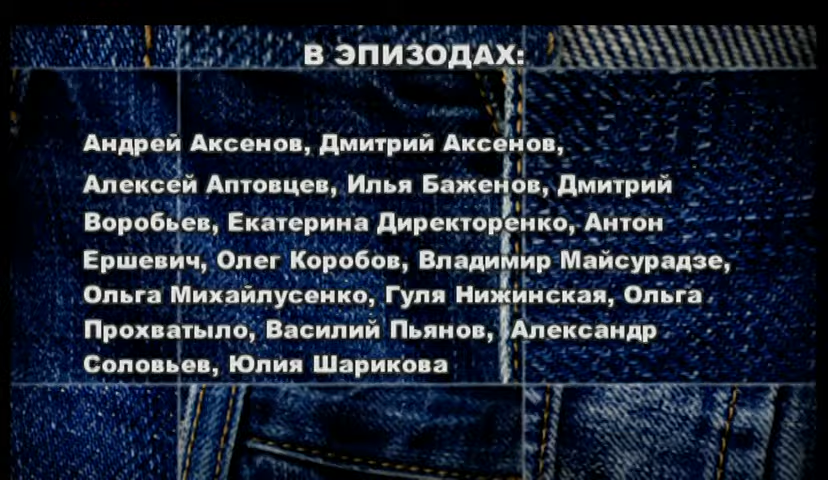 В ЭПИЗОДАХ:
Андрей Аксенов, Дмитрий Аксенов,
Алексей Аптовцев, Илья Баженов, Дмитрий
Воробьев, Екатерина Директоренко, Антон
Ершевич, Олег Коробов, Владимир Майсурадзе,
Ольга Михайлусенко, Гуля Нижинская, Ольга
Прохватыло, Василий Пьянов, Александр
Соловьев, Юлия Шарикова